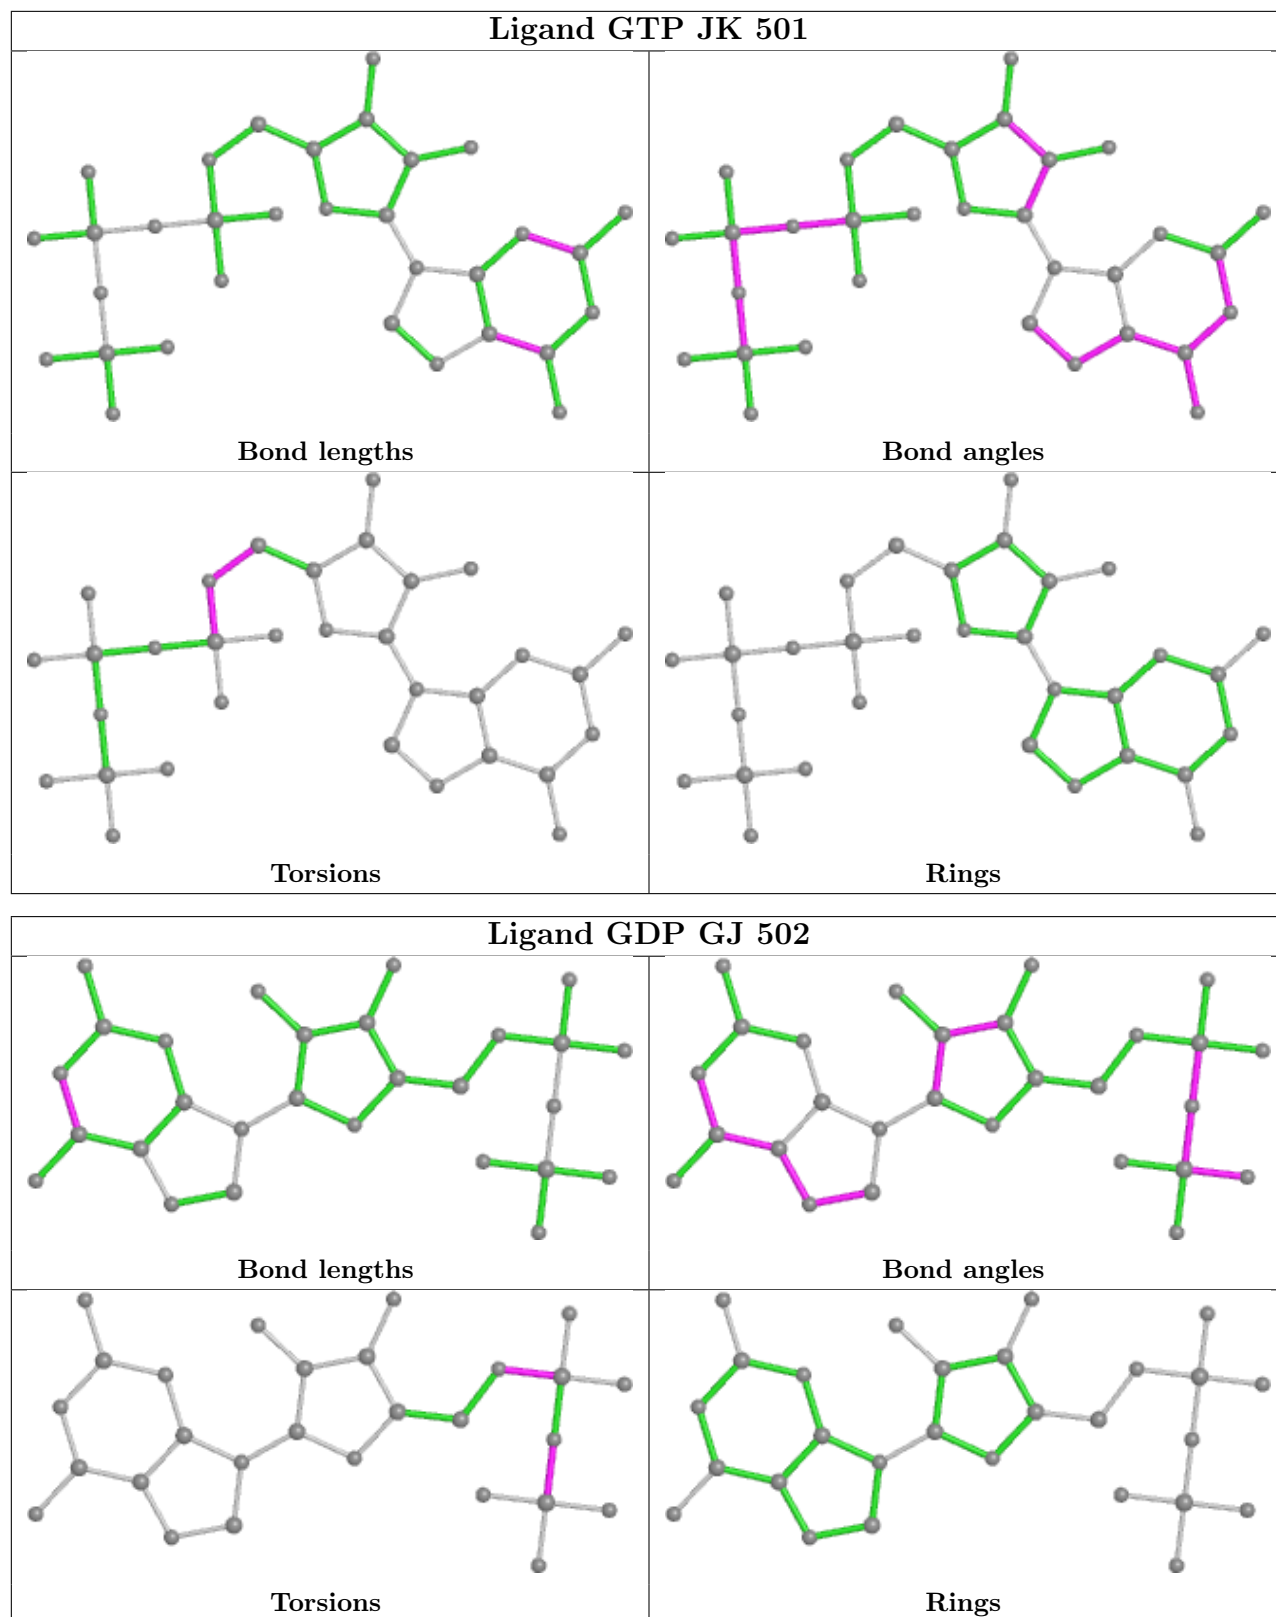 Ligand GTP JK 501
Bond lengths
Bond angles
Torsions
Rings
Ligand GDP GJ 502
Bond lengths
Bond angles
Torsions
Rings